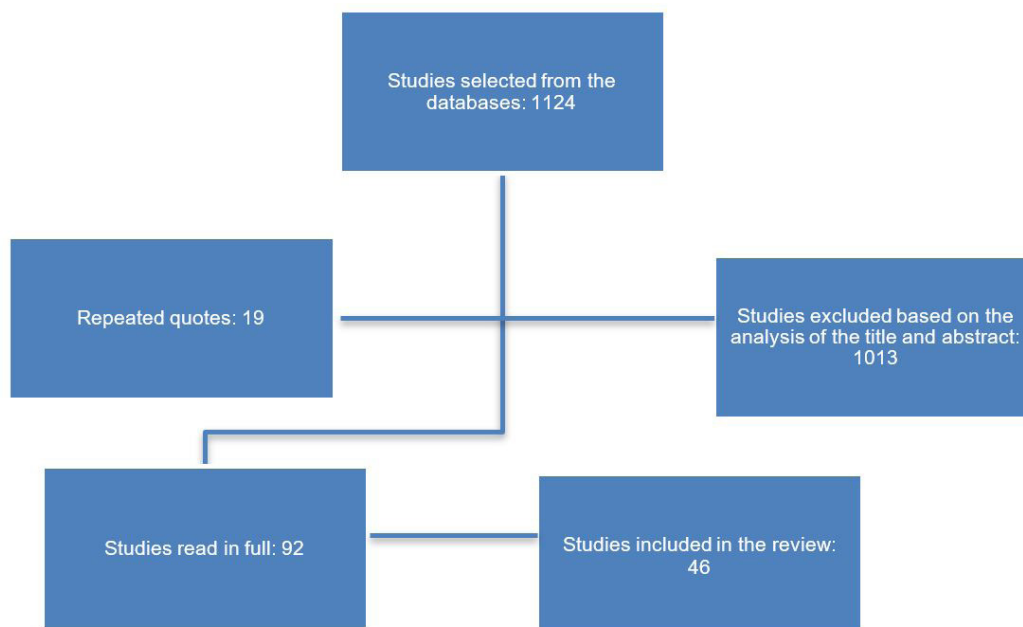 Studies selected from the
databases: 1124
Repeated quotes: 19
Studies excluded based on the
analysis of the title and abstract:
1013
Studies read in full: 92
Studies included in the review:
46